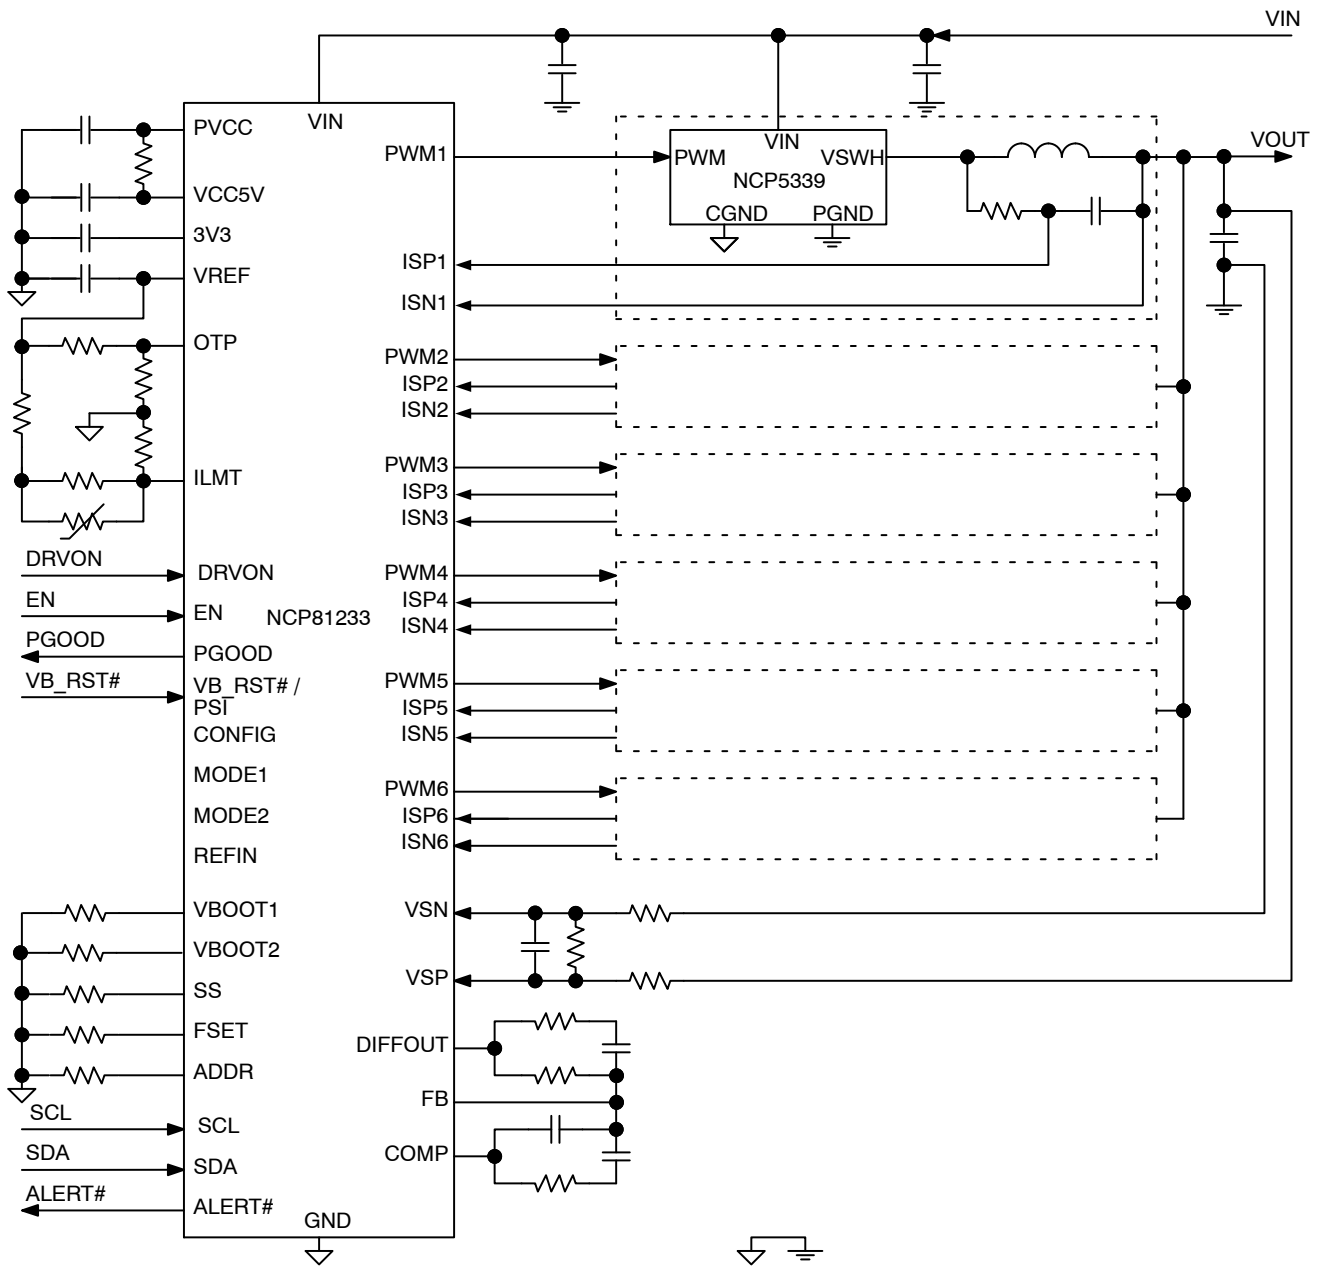 VIN
VIN
PVCC
VCC5V
3V3
VREF
OTP
ILMT
DRVON
DRVON
EN
EN
NCP81233
PGOOD
PGOOD
VB_RST#
VB_RST# /
PSI
CONFIG
MODE1
MODE2
REFIN
VBOOT1
VBOOT2
SS
FSET
ADDR
SCL
SCL
SDA
SDA
ALERT#
ALERT#
GND
PWM1
ISP1
ISN1
PWM2
ISP2
ISN2
PWM3
ISP3
ISN3
PWM4
ISP4
ISN4
PWM5
ISP5
ISN5
PWM6
ISP6
ISN6
VSN
VSP
DIFFOUT
FB
COMP
VIN
PWM
VSWH
NCP5339
CGND
PGND
VOUT